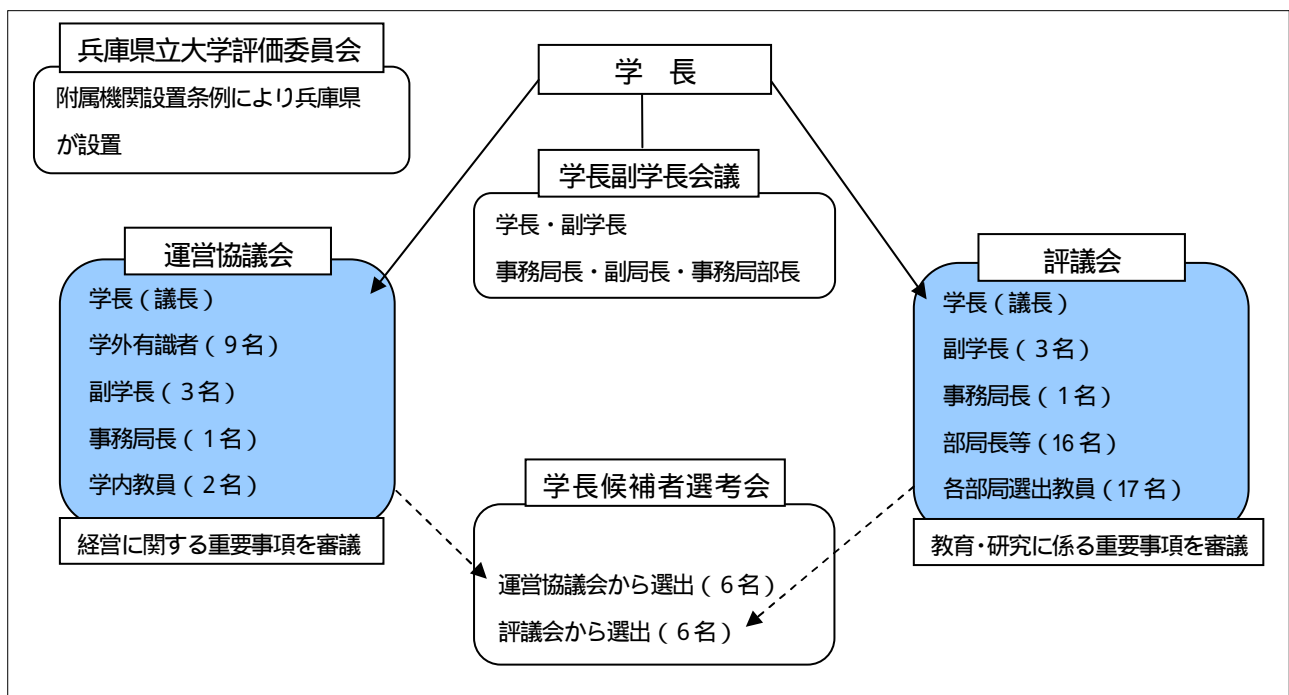 兵庫県立大学評価委員会
附属機関設置条例により兵庫県
が設置
学 長
学長副学長会議
学長・副学長
事務局長・副局長・事務局部長
運営協議会
学長（議長）
学外有識者（９名）
副学長（３名）
事務局長（１名）
学内教員（２名）
経営に関する重要事項を審議
評議会
学長（議長）
副学長（３名）
事務局長（１名）
部局長等（16名）
各部局選出教員（17名）
教育・研究に係る重要事項を審議
学長候補者選考会
運営協議会から選出（６名）
評議会から選出（６名）